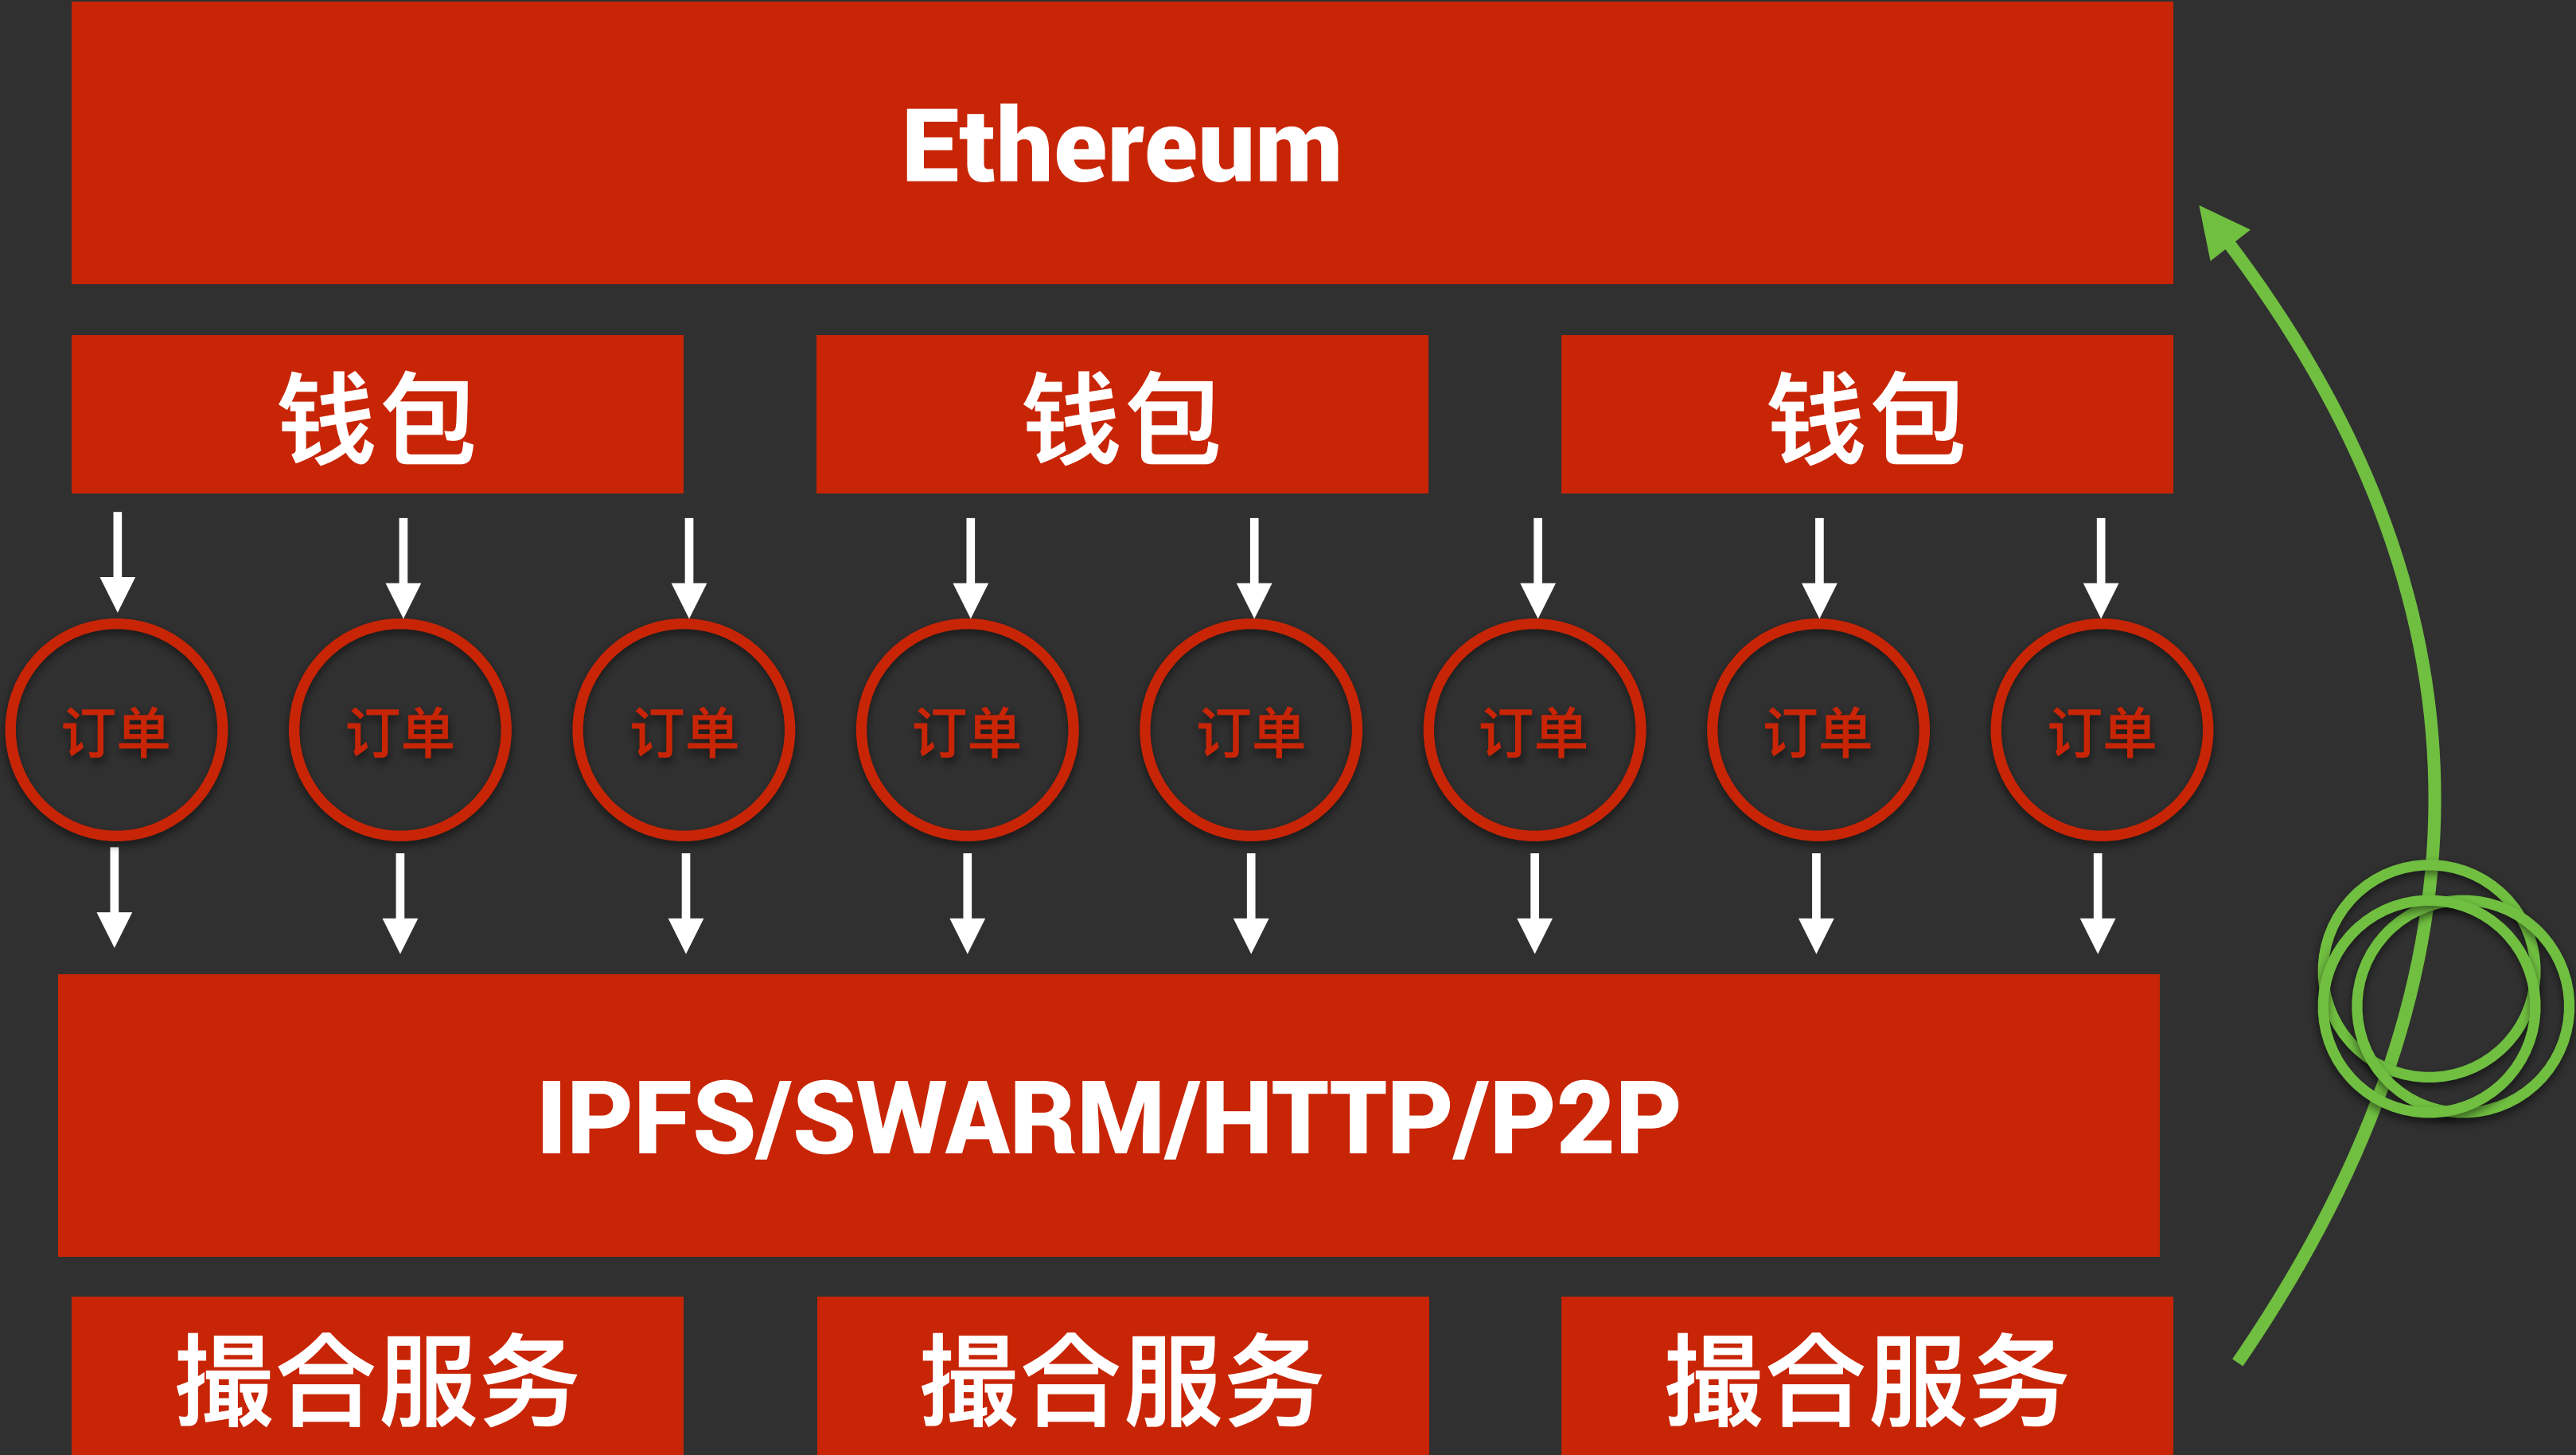 Ethereum
钱包 钱包 钱包
订单 订单 订单 订单 订单 订单 订单 订单
IPFS/SWARM/HTTP/P2P
撮合服务 撮合服务 撮合服务